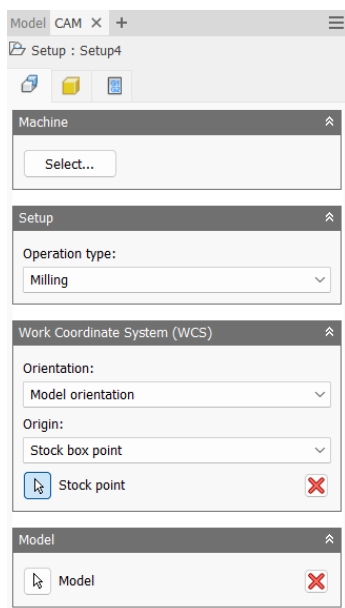 Model CAM
Setup : Setup4
Machine
Select...
Setup
Operation type:
Milling
Work Coordinate System (WCS)
Orientation:
Model orientation
Origin:
Stock box point
Stock point
Model
Model